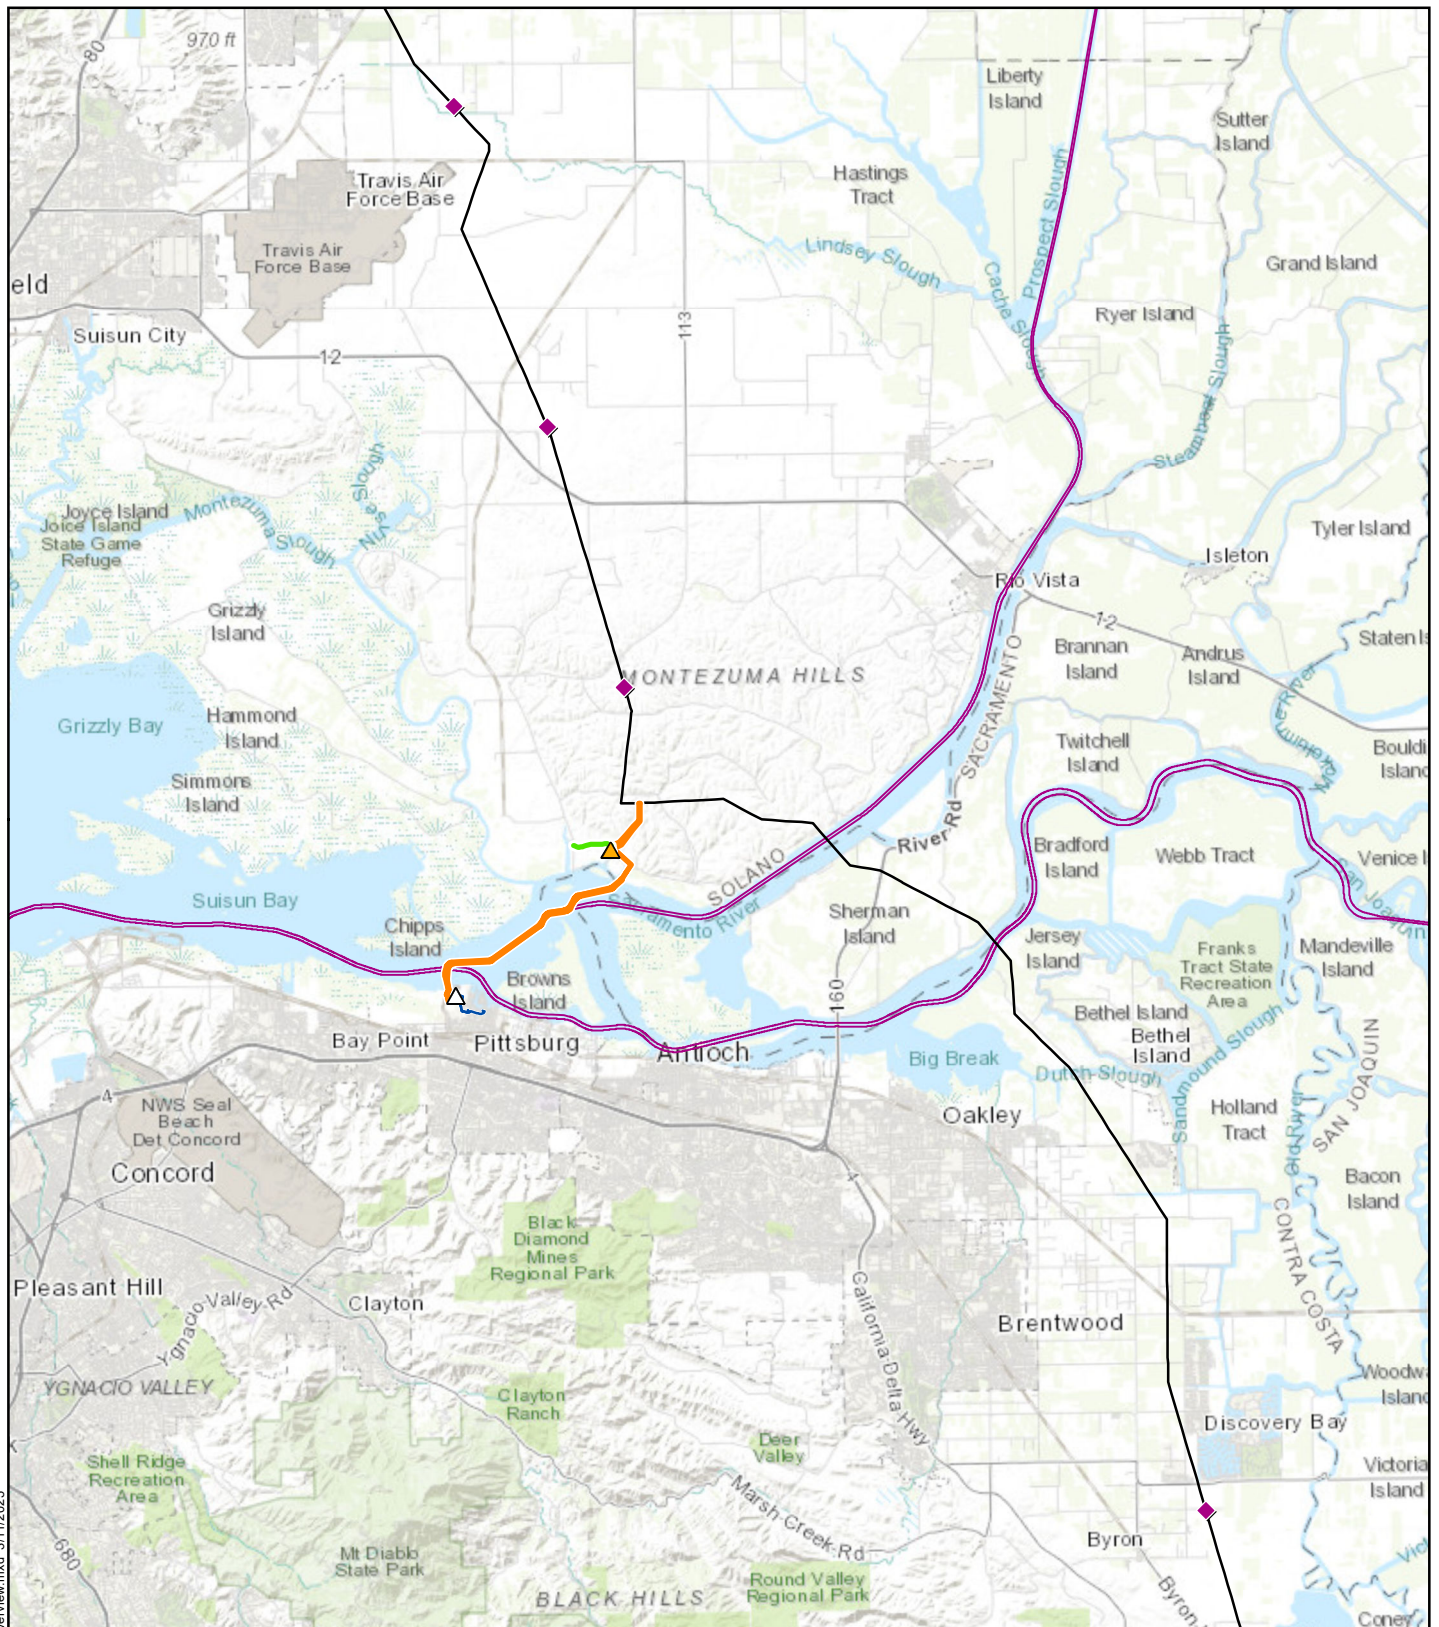 970 ft
80
Liberty
Island
Sutter
Island
Hastings
Tract
Travis Air
Force Base
Travis Air
Force Base
Prospect Slough
Lindsey Slough
Cache Slough
Grand Island
eld
Suisun City
12
113
Ryer Island
Steamboat Slough
Joyce Island
Joice Island
State Game
Refuge
Montezuma Slough
Nurse Slough
Tyler Island
Isleton
Rio Vista
12
Grizzly
Island
Brannan
Island
Andrus
Island
Staten Is
MONTEZUMA HILLS
SACRAMENTO
Mokelumne River
Grizzly Bay
Hammond
Island
Simmons
Island
Twitchell
Island
Bouldi
Island
River Rd
Bradford
Island
Webb Tract
Venice I
San Joaquin
SOLANO
Sacramento River
Suisun Bay
Chipps
Island
Sherman
Island
Jersey
Island
Franks
Tract State
Recreation
Area
Mandeville
Island
Browns
Island
160
Bay Point
Pittsburg
Antioch
Big Break
Bethel Island
Bethel
Island
Dutch Slough
Sandmound Slough
Old River
SAN JOAQUIN
4
NWS Seal
Beach
Det Concord
Concord
Oakley
Holland
Tract
Bacon
Island
4
Black
Diamond
Mines
Regional Park
CONTRA COSTA
Pleasant Hill
Ygnacio Valley Rd
Clayton
California Delta Hwy
Brentwood
YGNACIO VALLEY
Clayton
Ranch
Woodwa
Island
Discovery Bay
Deer
Valley
Shell Ridge
Recreation
Area
Victoria
Island
Marsh Creek Rd
680
Mt Diablo
State Park
Byron
Vict
BLACK HILLS
Round Valley
Regional Park
Byron
Coney